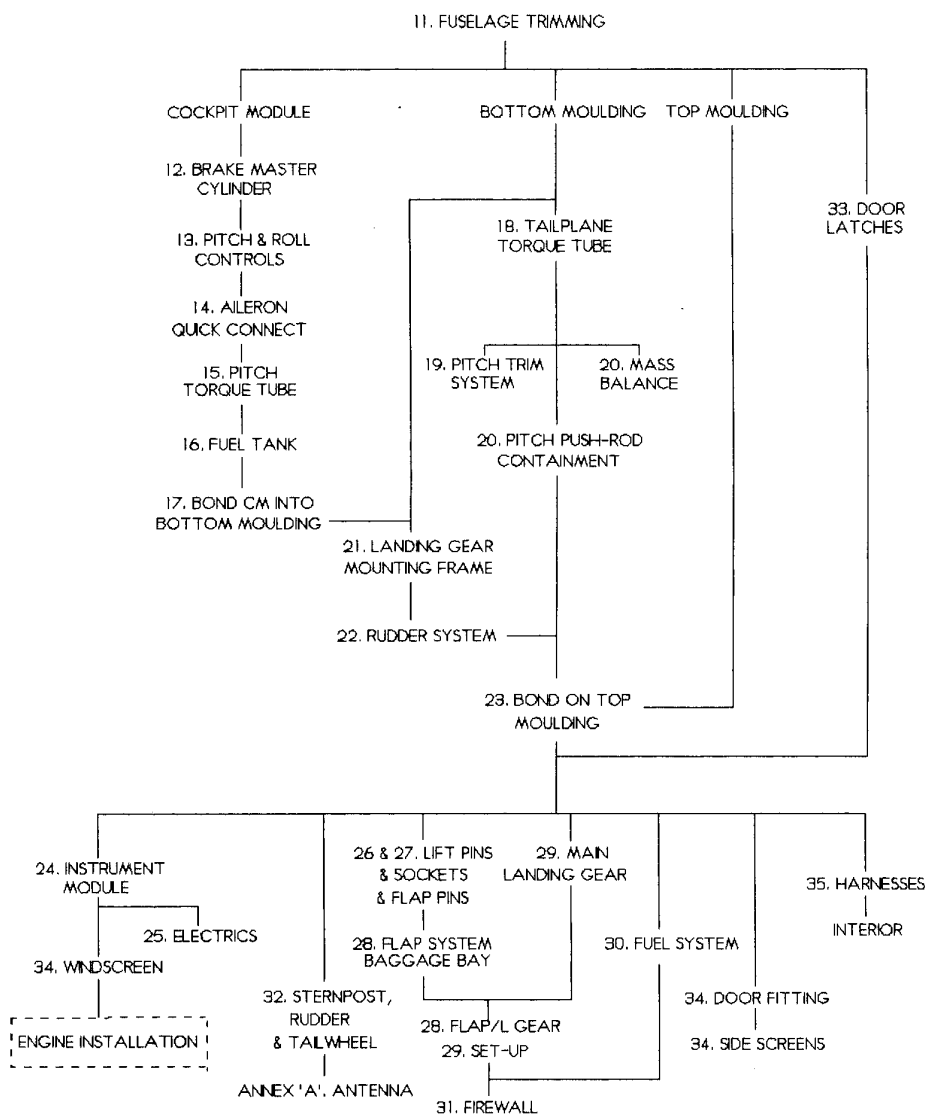 11. FUSELAGE TRIMMING
COCKPIT MODULE
BOTTOM MOULDING
TOP MOULDING
12. BRAKE MASTER
CYLINDER
13. PITCH & ROLL
CONTROLS
14. AILERON
QUICK CONNECT
15. PITCH
TORQUE TUBE
16. FUEL TANK
17. BOND CM INTO
BOTTOM MOULDING
18. TAILPLANE
TORQUE TUBE
33. DOOR
LATCHES
19. PITCH TRIM
SYSTEM
20. MASS
BALANCE
20. PITCH PUSH-ROD
CONTAINMENT
21. LANDING GEAR
MOUNTING FRAME
22. RUDDER SYSTEM
23. BOND ON TOP
MOULDING
24. INSTRUMENT
MODULE
25. ELECTRICS
34. WINDSCREEN
ENGINE INSTALLATION
32. STERNPOST,
RUDDER
& TAILWHEEL
ANNEX 'A'. ANTENNA
26 & 27. LIFT PINS
& SOCKETS
& FLAP PINS
28. FLAP SYSTEM
BAGGAGE BAY
29. MAIN
LANDING GEAR
28. FLAP/L GEAR
29. SET-UP
30. FUEL SYSTEM
31. FIREWALL
34. DOOR FITTING
34. SIDE SCREENS
35. HARNESSES
INTERIOR